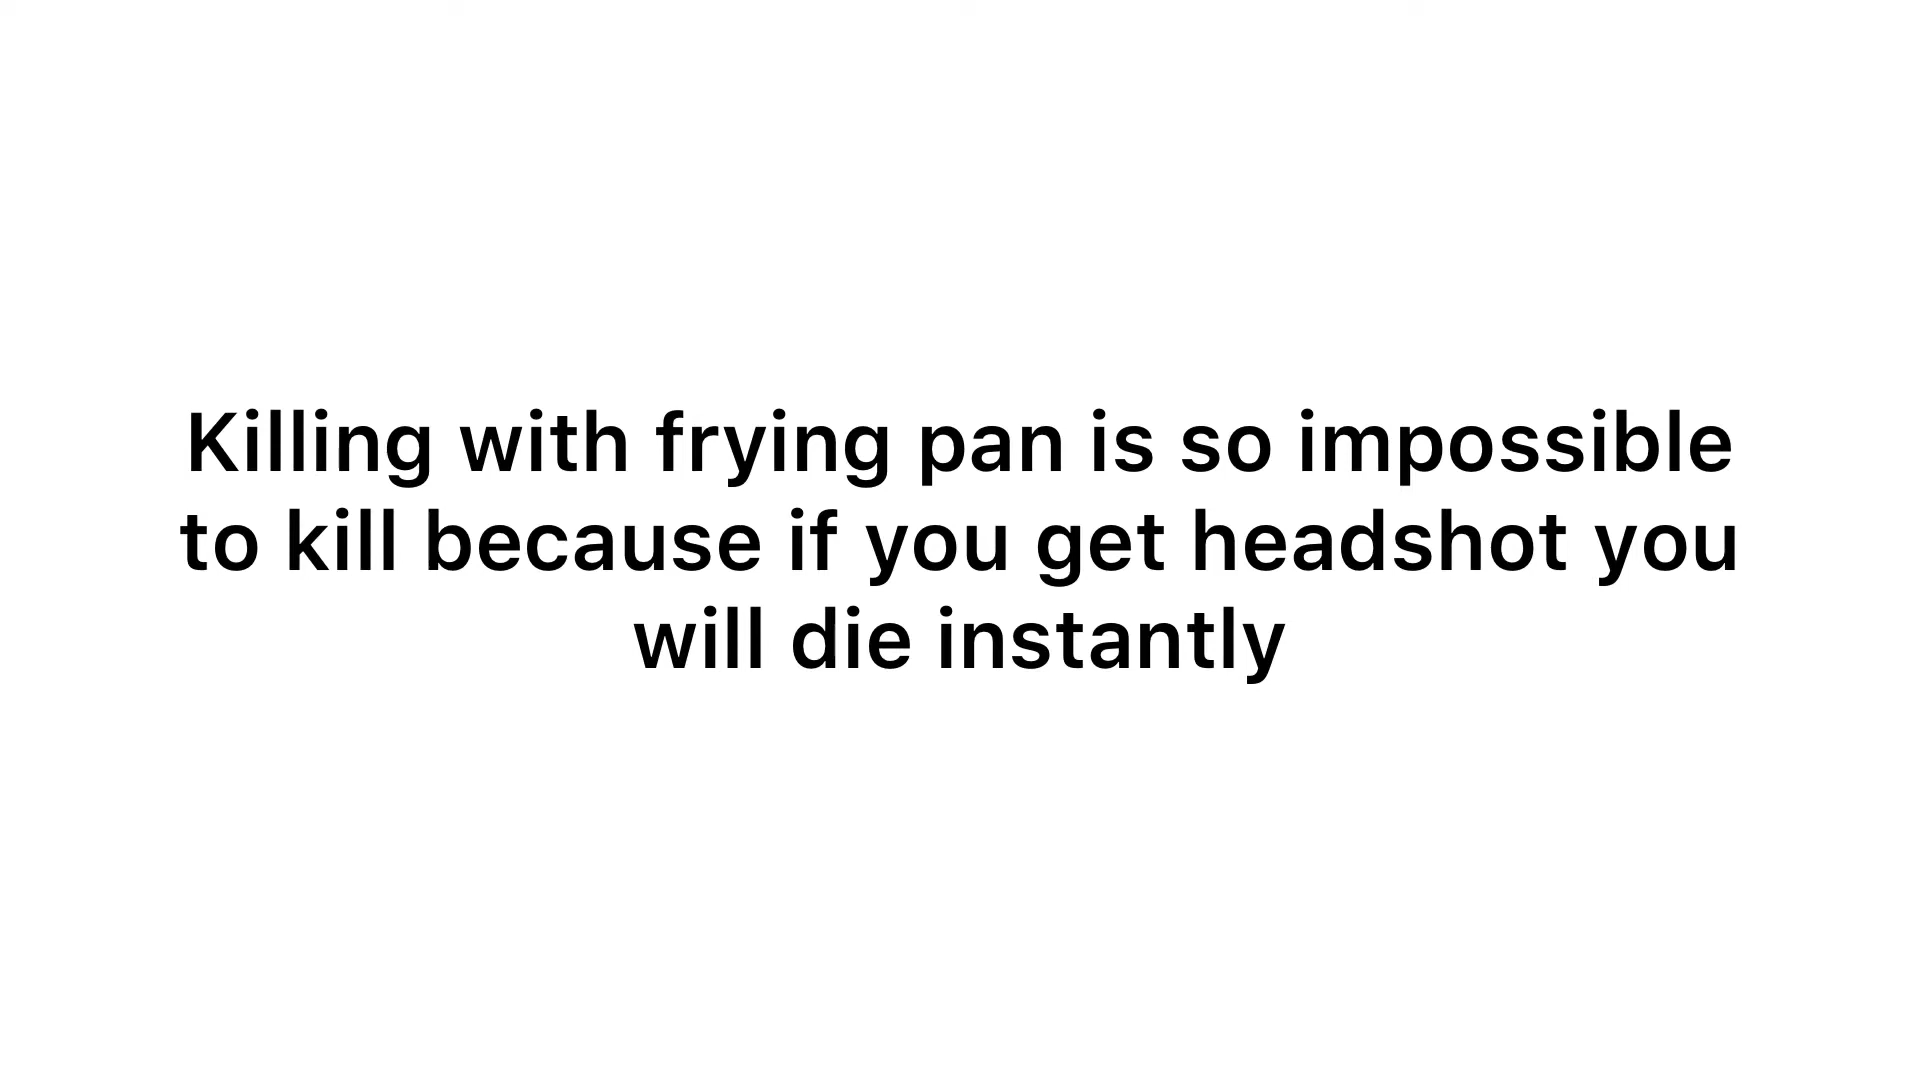 Killing with frying pan is so impossible
to kill because if you get headshot you
will die instantly